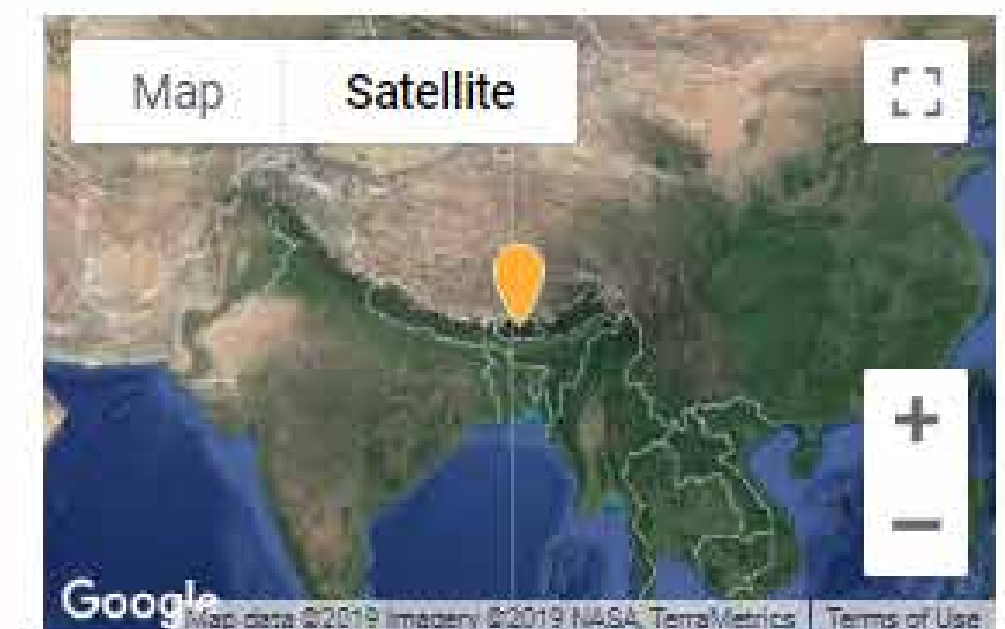 Map Satellite
Google
Map data ©2019 Imagery ©2019 NASA, TerraMetrics Terms of Use